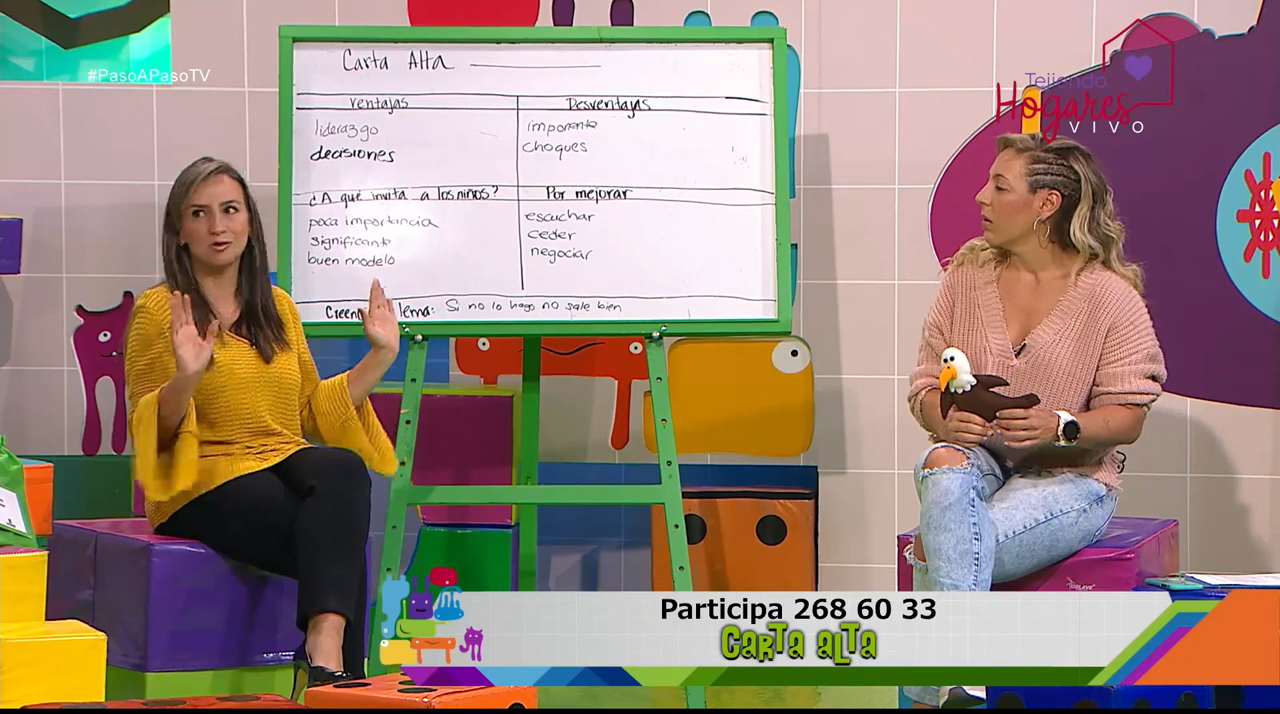 #PasoAPasoTV
Tejiendo
Hogares
VIVO
Carta Alta
Ventajas
Desventajas
liderazgo
decisiones
imponente
choques
¿A qué invita a los niños?
Por mejorar
poca importancia
significante
buen modelo
escuchar
ceder
negociar
lema: Si no lo hago no sale bien
Participa 268 60 33
CARTA ALTA